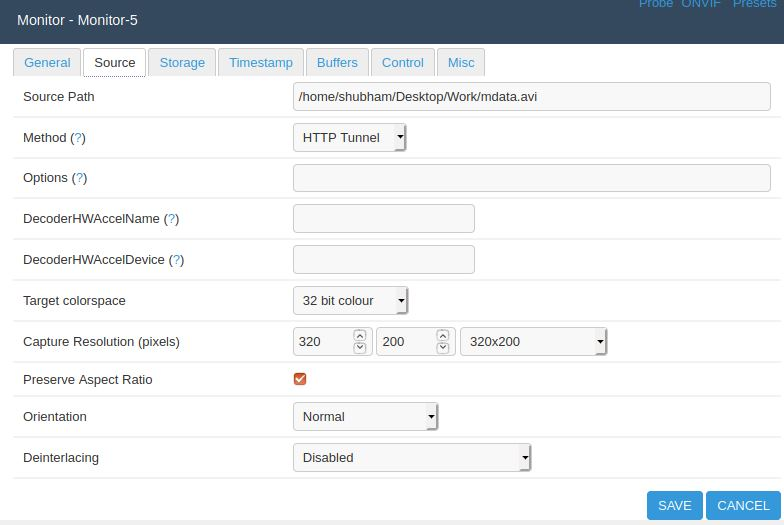 Probe ONVIF Presets
Monitor - Monitor-5
General Source Storage Timestamp Buffers Control Misc
Source Path /home/shubham/Desktop/Work/mdata.avi
Method (?) HTTP Tunnel
Options (?)
DecoderHWAccelName (?)
DecoderHWAccelDevice (?)
Target colorspace 32 bit colour
Capture Resolution (pixels) 320 200 320x200
Preserve Aspect Ratio
Orientation Normal
Deinterlacing Disabled
SAVE CANCEL